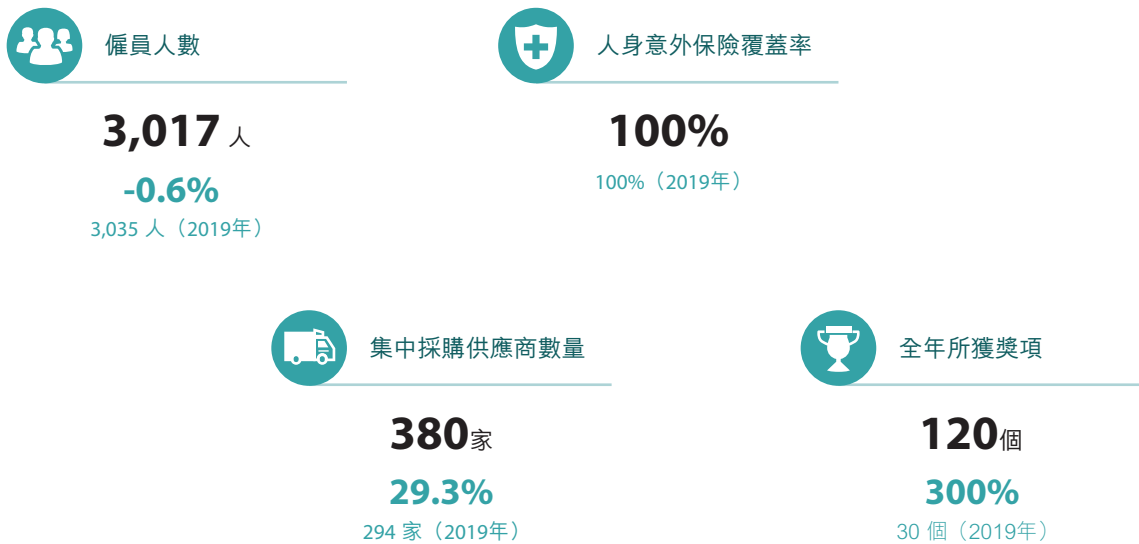 僱員人數
3,017 人
-0.6%
3,035 人（2019年）
人身意外保險覆蓋率
100%
100%（2019年）
集中採購供應商數量
380家
29.3%
294 家（2019年）
全年所獲獎項
120個
300%
30 個（2019年）